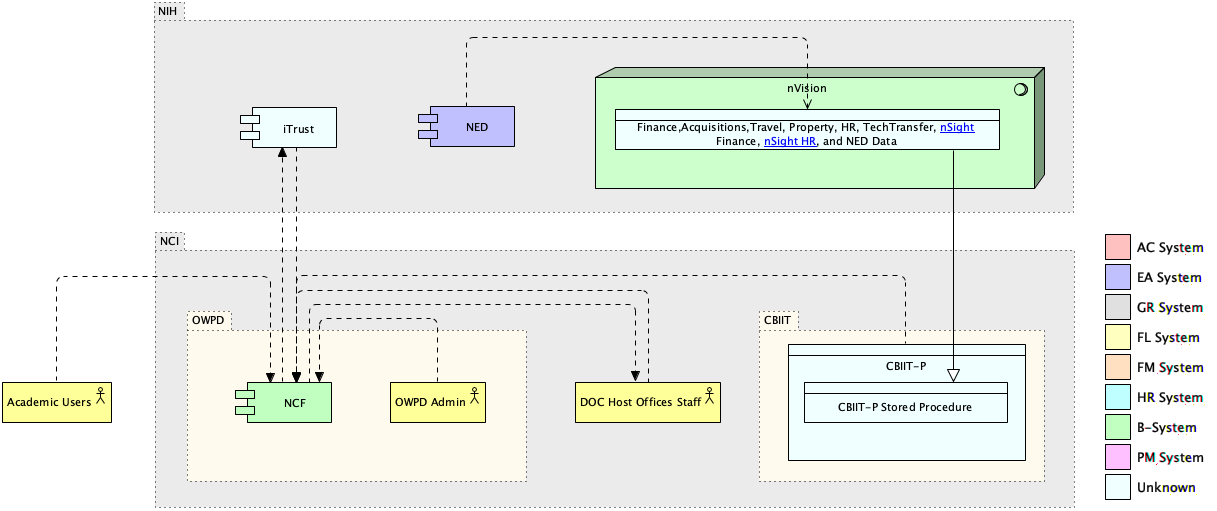 NIH
nVision
iTrust
NED
Finance,Acquisitions,Travel, Property, HR, TechTransfer, nSight
Finance, nSight HR, and NED Data
NCI
OWPD
CBIIT
CBIIT-P
Academic Users
NCF
OWPD Admin
DOC Host Offices Staff
CBIIT-P Stored Procedure
AC System
EA System
GR System
FL System
FM System
HR System
B-System
PM System
Unknown